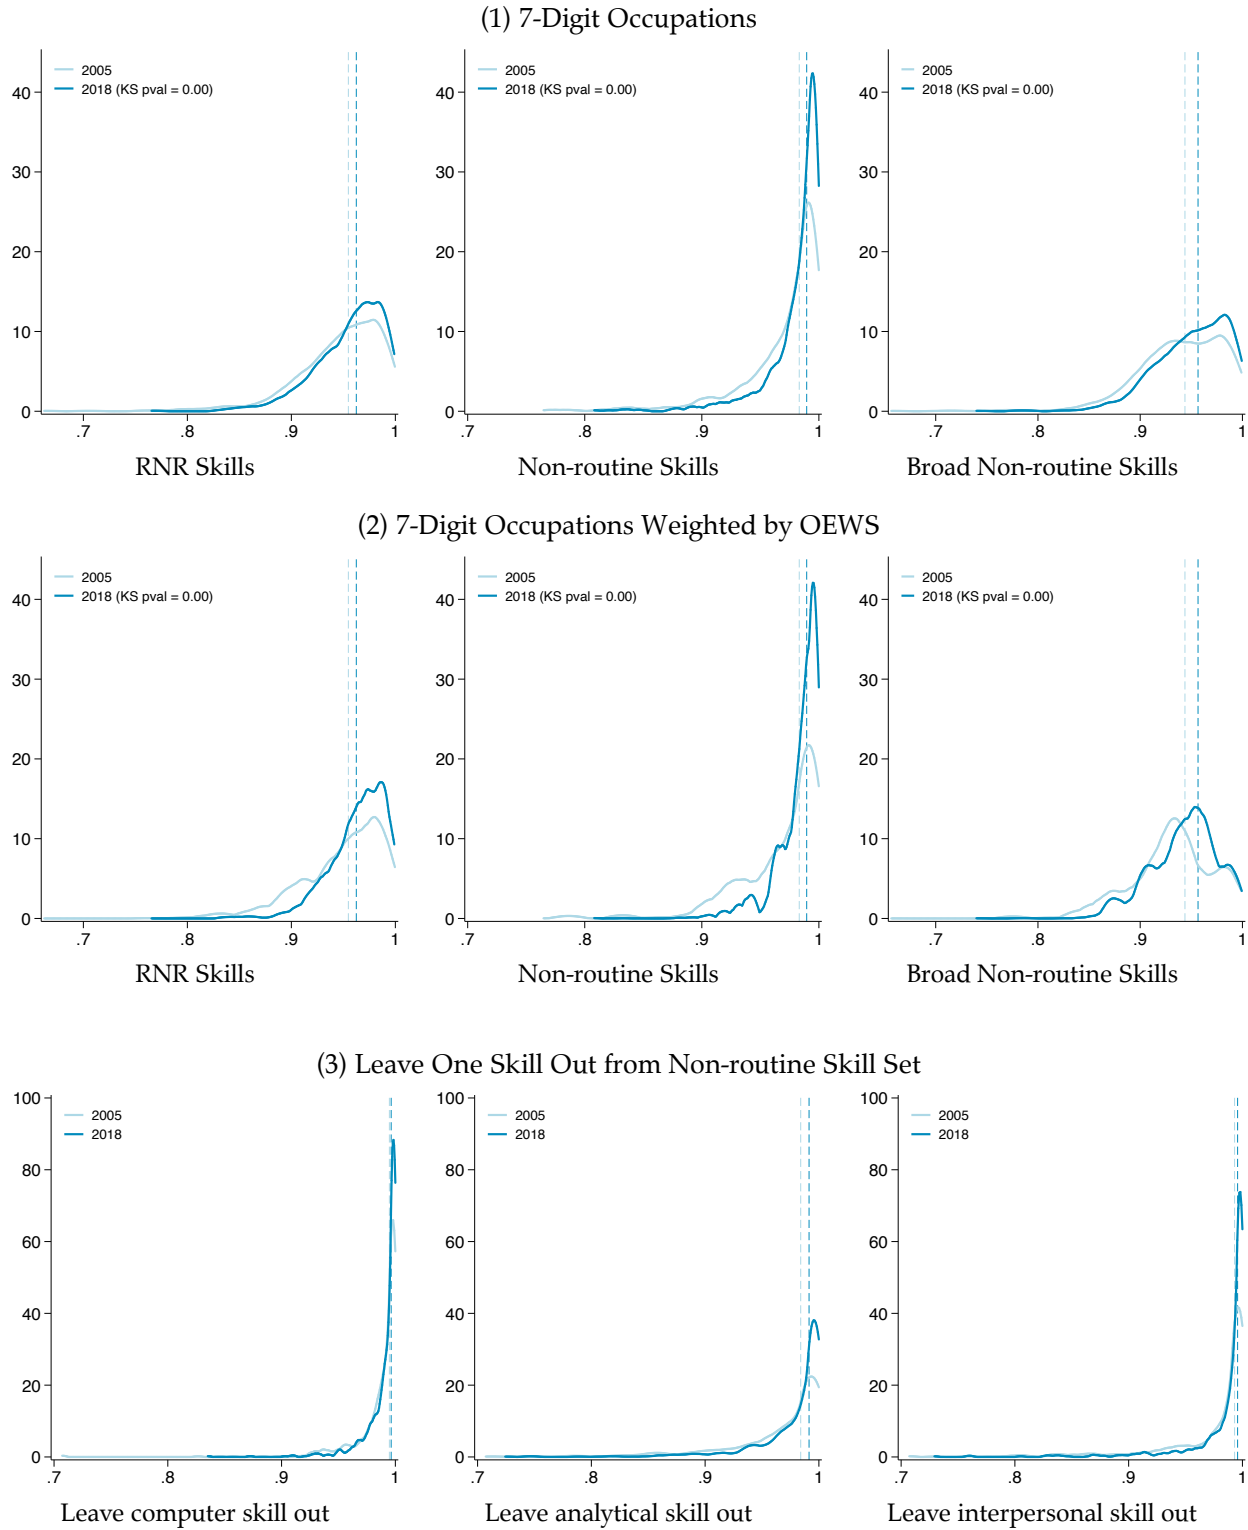 (1) 7-Digit Occupations
2005
2018 (KS pval = 0.00)
40
30
20
10
0
.7 .8 .9 1
RNR Skills
2005
2018 (KS pval = 0.00)
40
30
20
10
0
.7 .8 .9 1
Non-routine Skills
2005
2018 (KS pval = 0.00)
40
30
20
10
0
.7 .8 .9 1
Broad Non-routine Skills
(2) 7-Digit Occupations Weighted by OEWS
2005
2018 (KS pval = 0.00)
40
30
20
10
0
.7 .8 .9 1
RNR Skills
2005
2018 (KS pval = 0.00)
40
30
20
10
0
.7 .8 .9 1
Non-routine Skills
2005
2018 (KS pval = 0.00)
40
30
20
10
0
.7 .8 .9 1
Broad Non-routine Skills
(3) Leave One Skill Out from Non-routine Skill Set
100
2005
2018
80
60
40
20
0
.7 .8 .9 1
Leave computer skill out
100
2005
2018
80
60
40
20
0
.7 .8 .9 1
Leave analytical skill out
100
2005
2018
80
60
40
20
0
.7 .8 .9 1
Leave interpersonal skill out